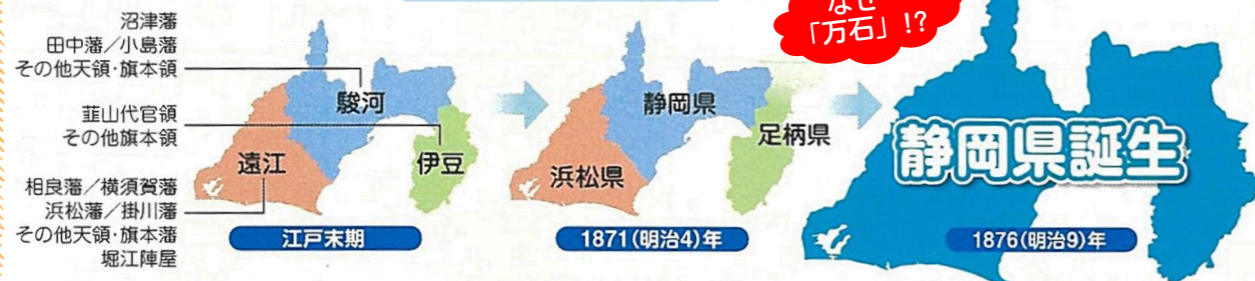 沼津藩
田中藩／小島藩
その他天領・旗本領
韮山代官領
その他旗本領
相良藩／横須賀藩
浜松藩／掛川藩
その他天領・旗本藩
堀江陣屋
駿河
遠江
伊豆
江戸末期
静岡県
浜松県
足柄県
1871(明治4)年
なぜ
「万石」!?
静岡県誕生
1876(明治9)年